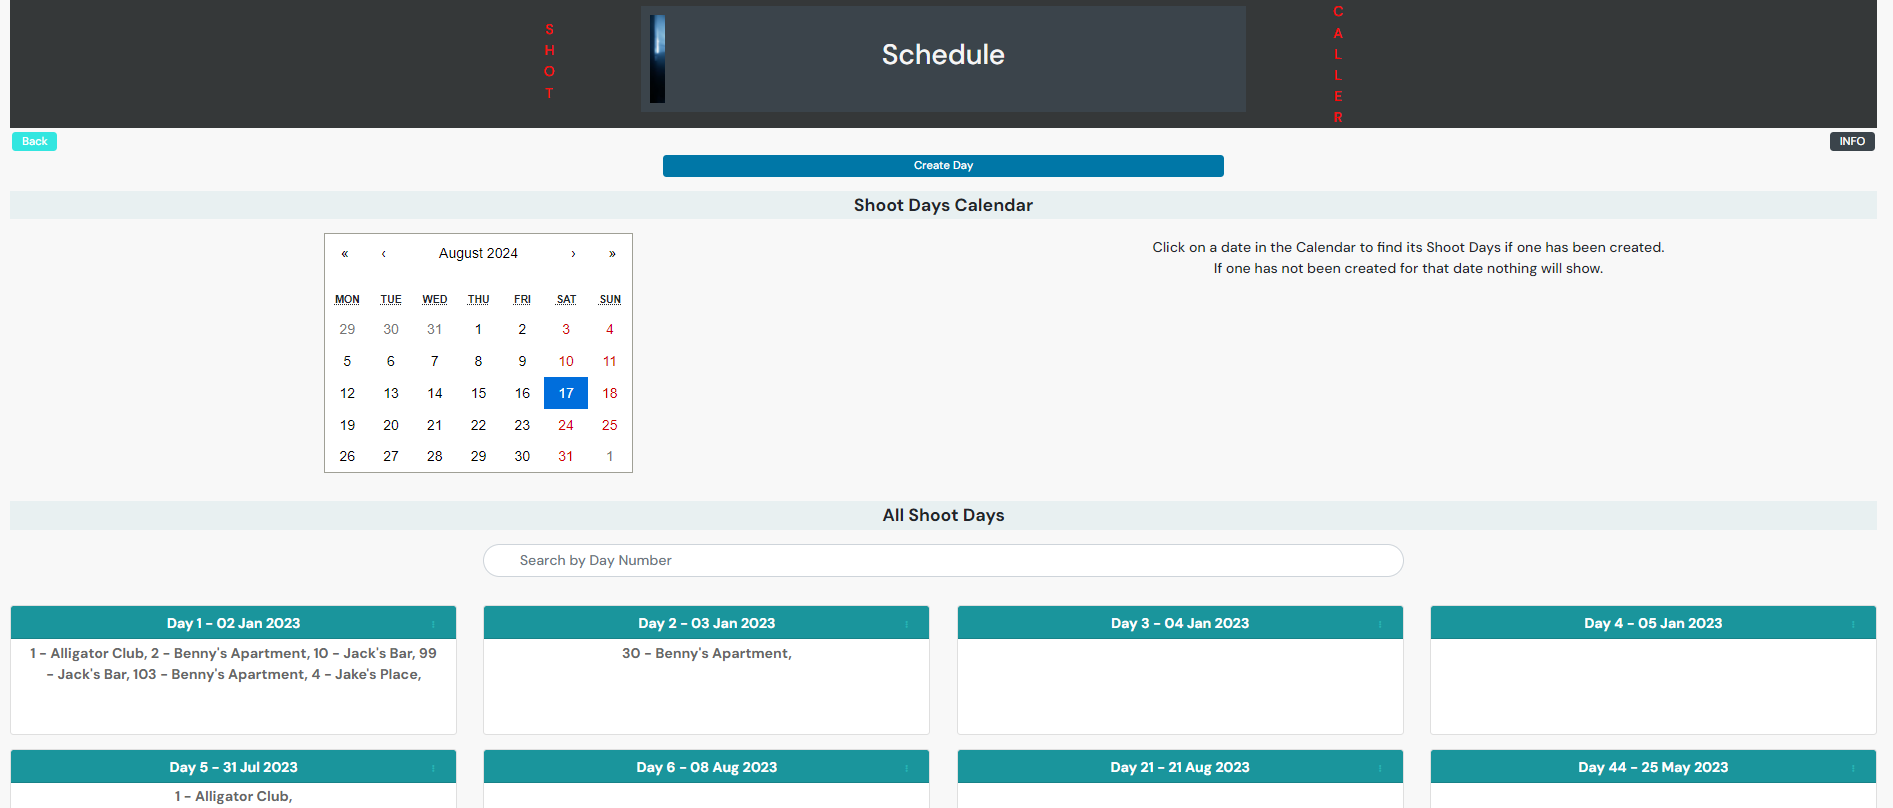 SHOT
Schedule
CALLER
Back
INFO
Create Day
Shoot Days Calendar
« ‹ August 2024 › »
MON TUE WED THU FRI SAT SUN
29 30 31 1 2 3 4
5 6 7 8 9 10 11
12 13 14 15 16 17 18
19 20 21 22 23 24 25
26 27 28 29 30 31 1
Click on a date in the Calendar to find its Shoot Days if one has been created.
If one has not been created for that date nothing will show.
All Shoot Days
Search by Day Number
Day 1 - 02 Jan 2023
1 - Alligator Club, 2 - Benny's Apartment, 10 - Jack's Bar, 99
- Jack's Bar, 103 - Benny's Apartment, 4 - Jake's Place,
Day 2 - 03 Jan 2023
30 - Benny's Apartment,
Day 3 - 04 Jan 2023
Day 4 - 05 Jan 2023
Day 5 - 31 Jul 2023
1 - Alligator Club,
Day 6 - 08 Aug 2023
Day 21 - 21 Aug 2023
Day 44 - 25 May 2023